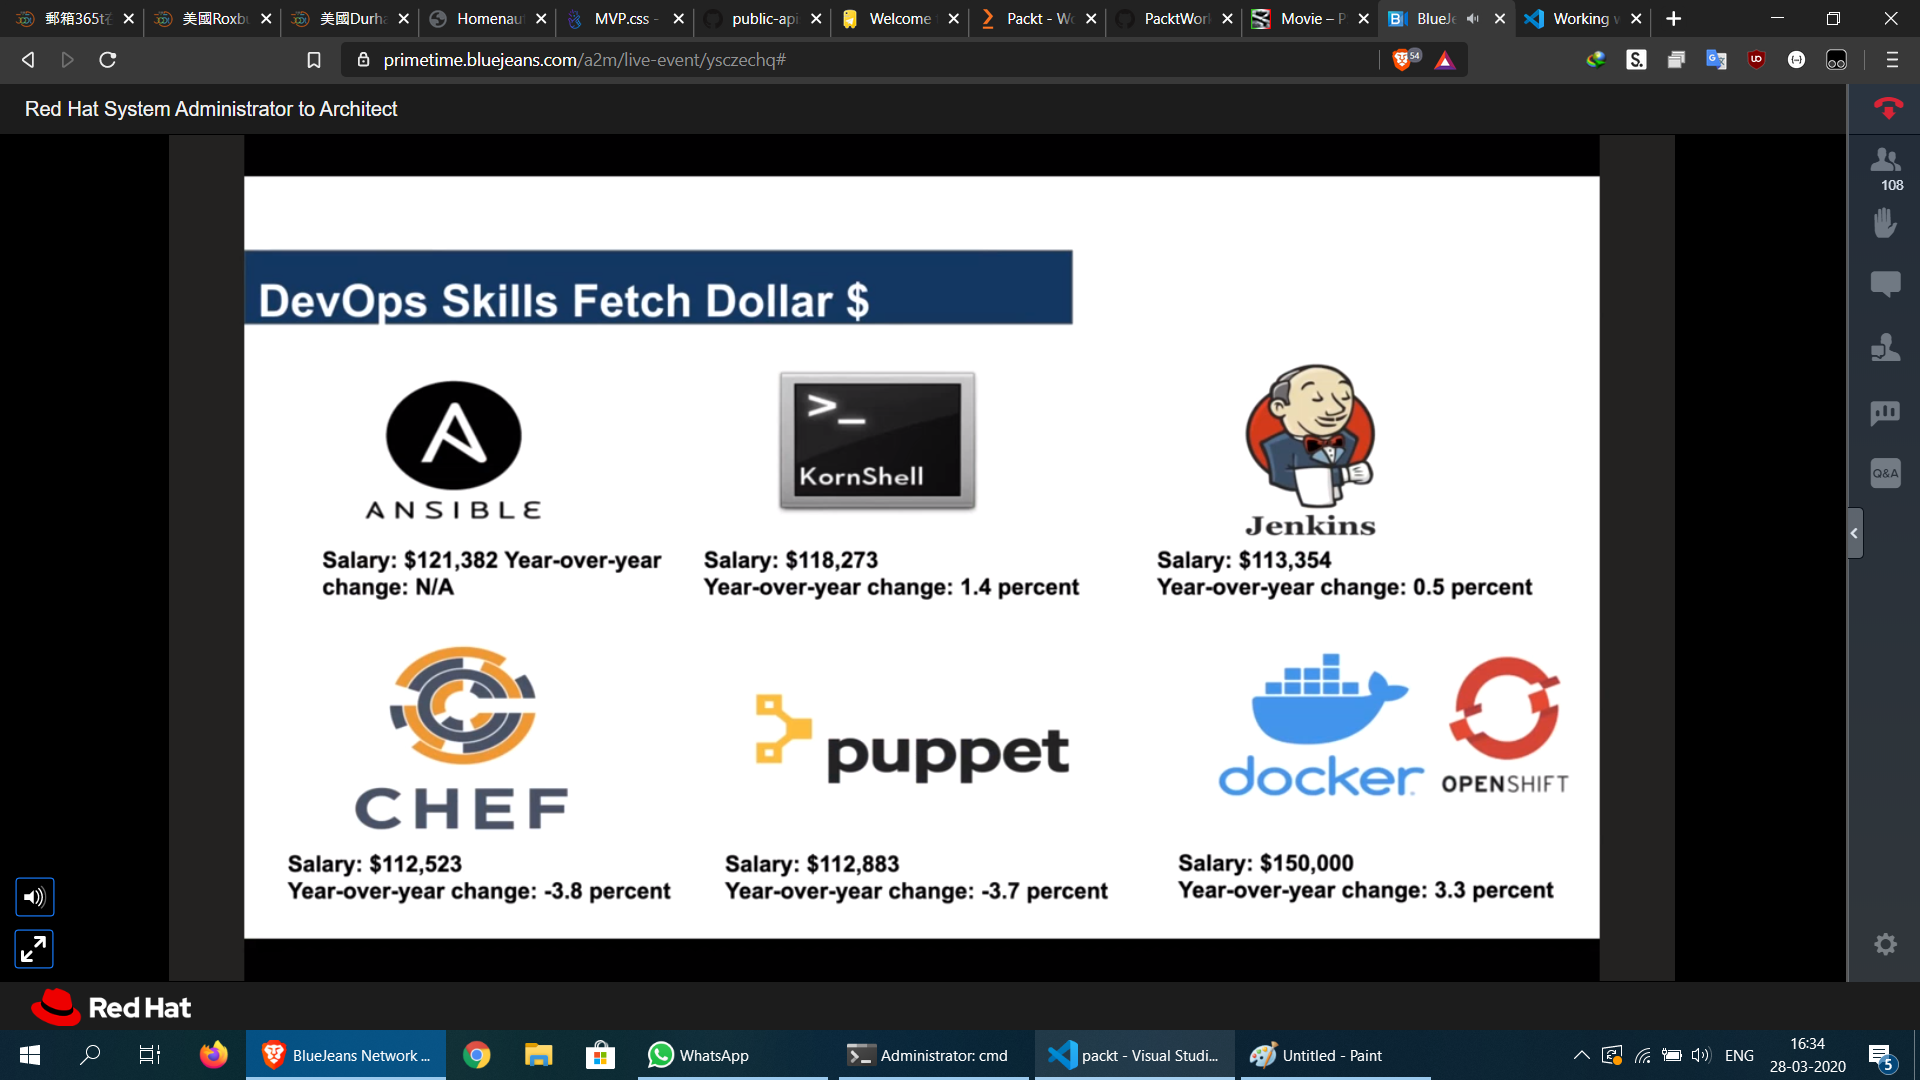 郵箱365t
美國Roxbu
美國Durha
Homenaut
MVP.css -
public-api
Welcome
Packt - Wo
PacktWork
Movie – P
BlueJe
Working w
primetime.bluejeans.com/a2m/live-event/ysczechq#
54
Red Hat System Administrator to Architect
108
Q&A
DevOps Skills Fetch Dollar $
ANSIBLE
>_
KornShell
Jenkins
Salary: $121,382 Year-over-year
change: N/A
Salary: $118,273
Year-over-year change: 1.4 percent
Salary: $113,354
Year-over-year change: 0.5 percent
CHEF
puppet
docker
OPENSHIFT
Salary: $112,523
Year-over-year change: -3.8 percent
Salary: $112,883
Year-over-year change: -3.7 percent
Salary: $150,000
Year-over-year change: 3.3 percent
Red Hat
BlueJeans Network ...
WhatsApp
Administrator: cmd
packt - Visual Studi...
Untitled - Paint
ENG
16:34
28-03-2020
5